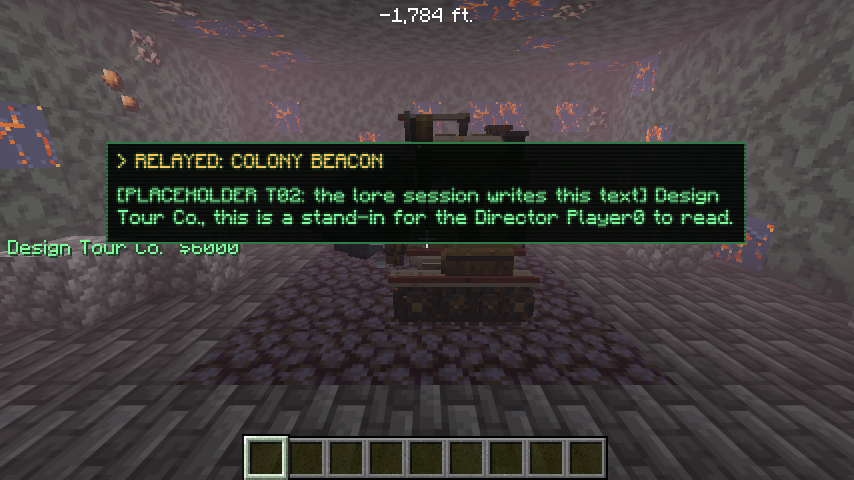 -1,784 ft.
> RELAYED: COLONY BEACON
[PLACEHOLDER T02: the lore session writes this text] Design
Tour Co., this is a stand-in for the Director Player0 to read.
Design Tour Co. $6000